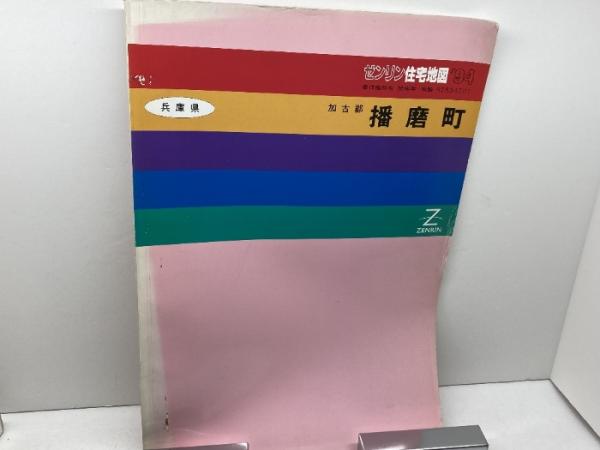 ゼンリン住宅地図 '94
兵庫県
加古郡 播磨町
Z
ZENRIN